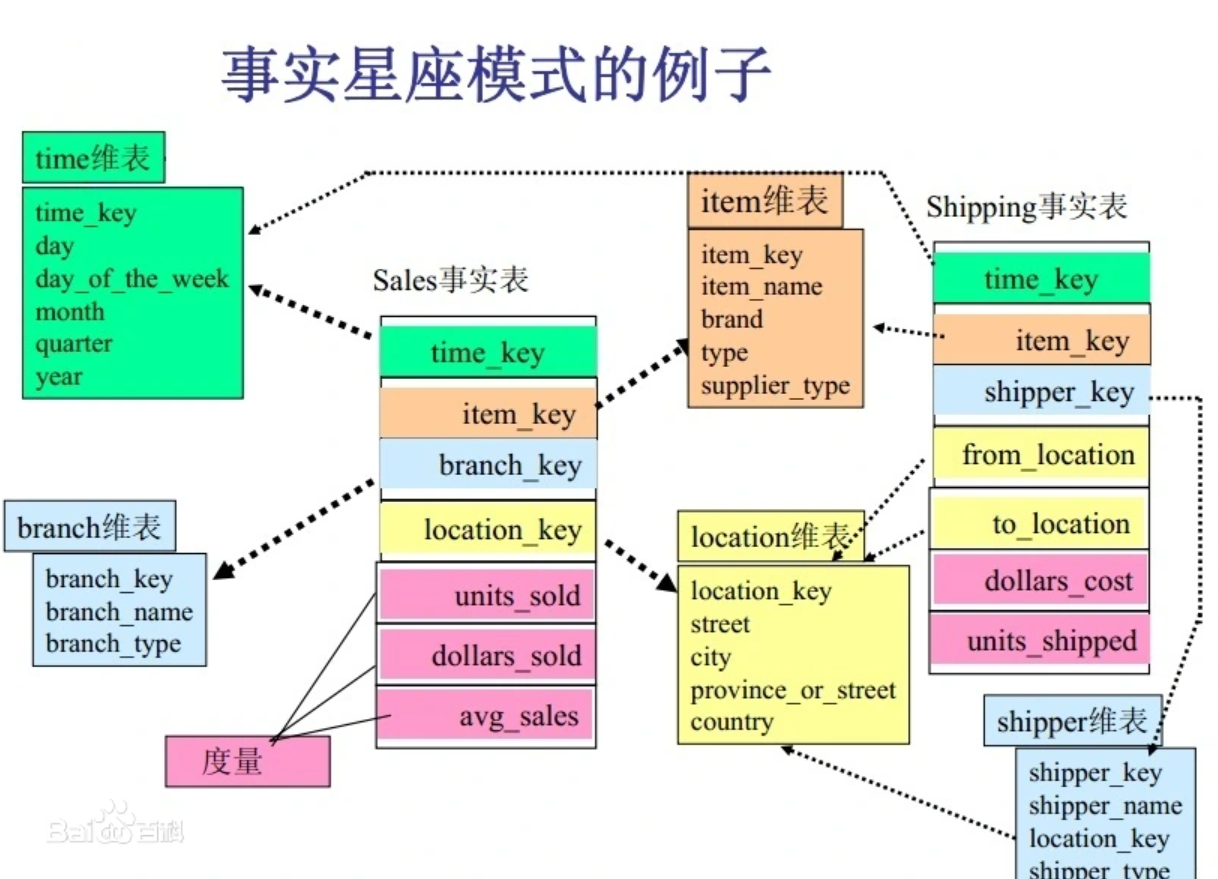 事实星座模式的例子
time维表
time_key
day
day_of_the_week
month
quarter
year
Sales事实表
time_key
item_key
branch_key
location_key
units_sold
dollars_sold
avg_sales
度量
branch维表
branch_key
branch_name
branch_type
item维表
item_key
item_name
brand
type
supplier_type
location维表
location_key
street
city
province_or_street
country
Shipping事实表
time_key
item_key
shipper_key
from_location
to_location
dollars_cost
units_shipped
shipper维表
shipper_key
shipper_name
location_key
shipper_type
Baidu百科